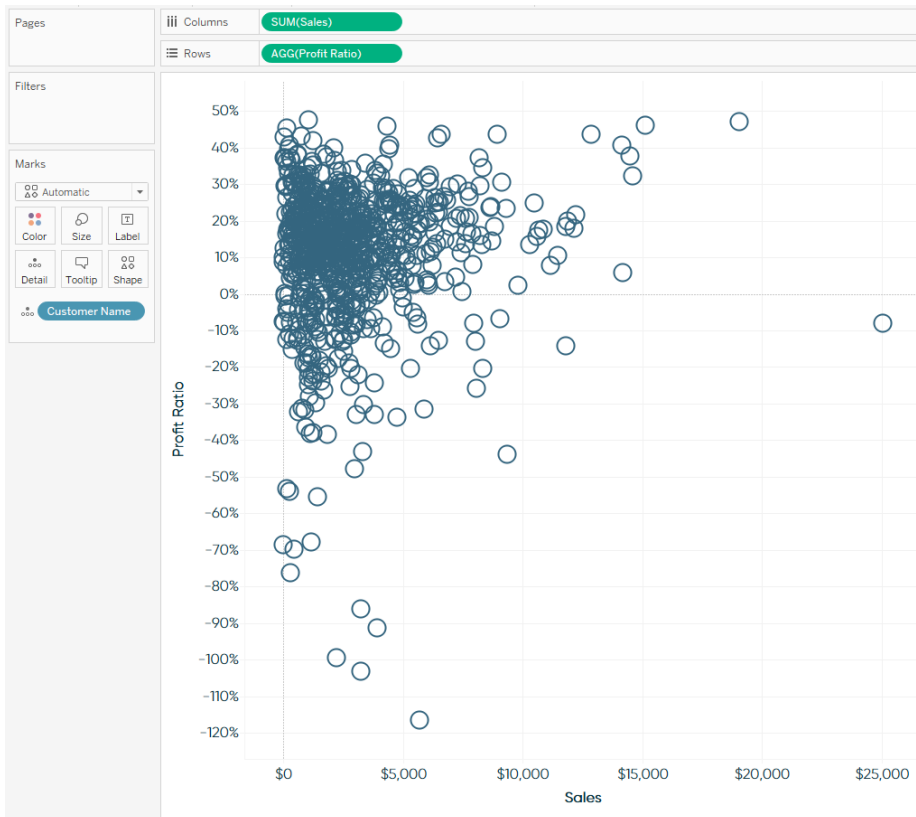 Pages
Columns SUM(Sales)
Rows AGG(Profit Ratio)
Filters
Marks
Automatic
Color Size Label
Detail Tooltip Shape
Customer Name
Profit Ratio
50%
40%
30%
20%
10%
0%
-10%
-20%
-30%
-40%
-50%
-60%
-70%
-80%
-90%
-100%
-110%
-120%
$0 $5,000 $10,000 $15,000 $20,000 $25,000
Sales